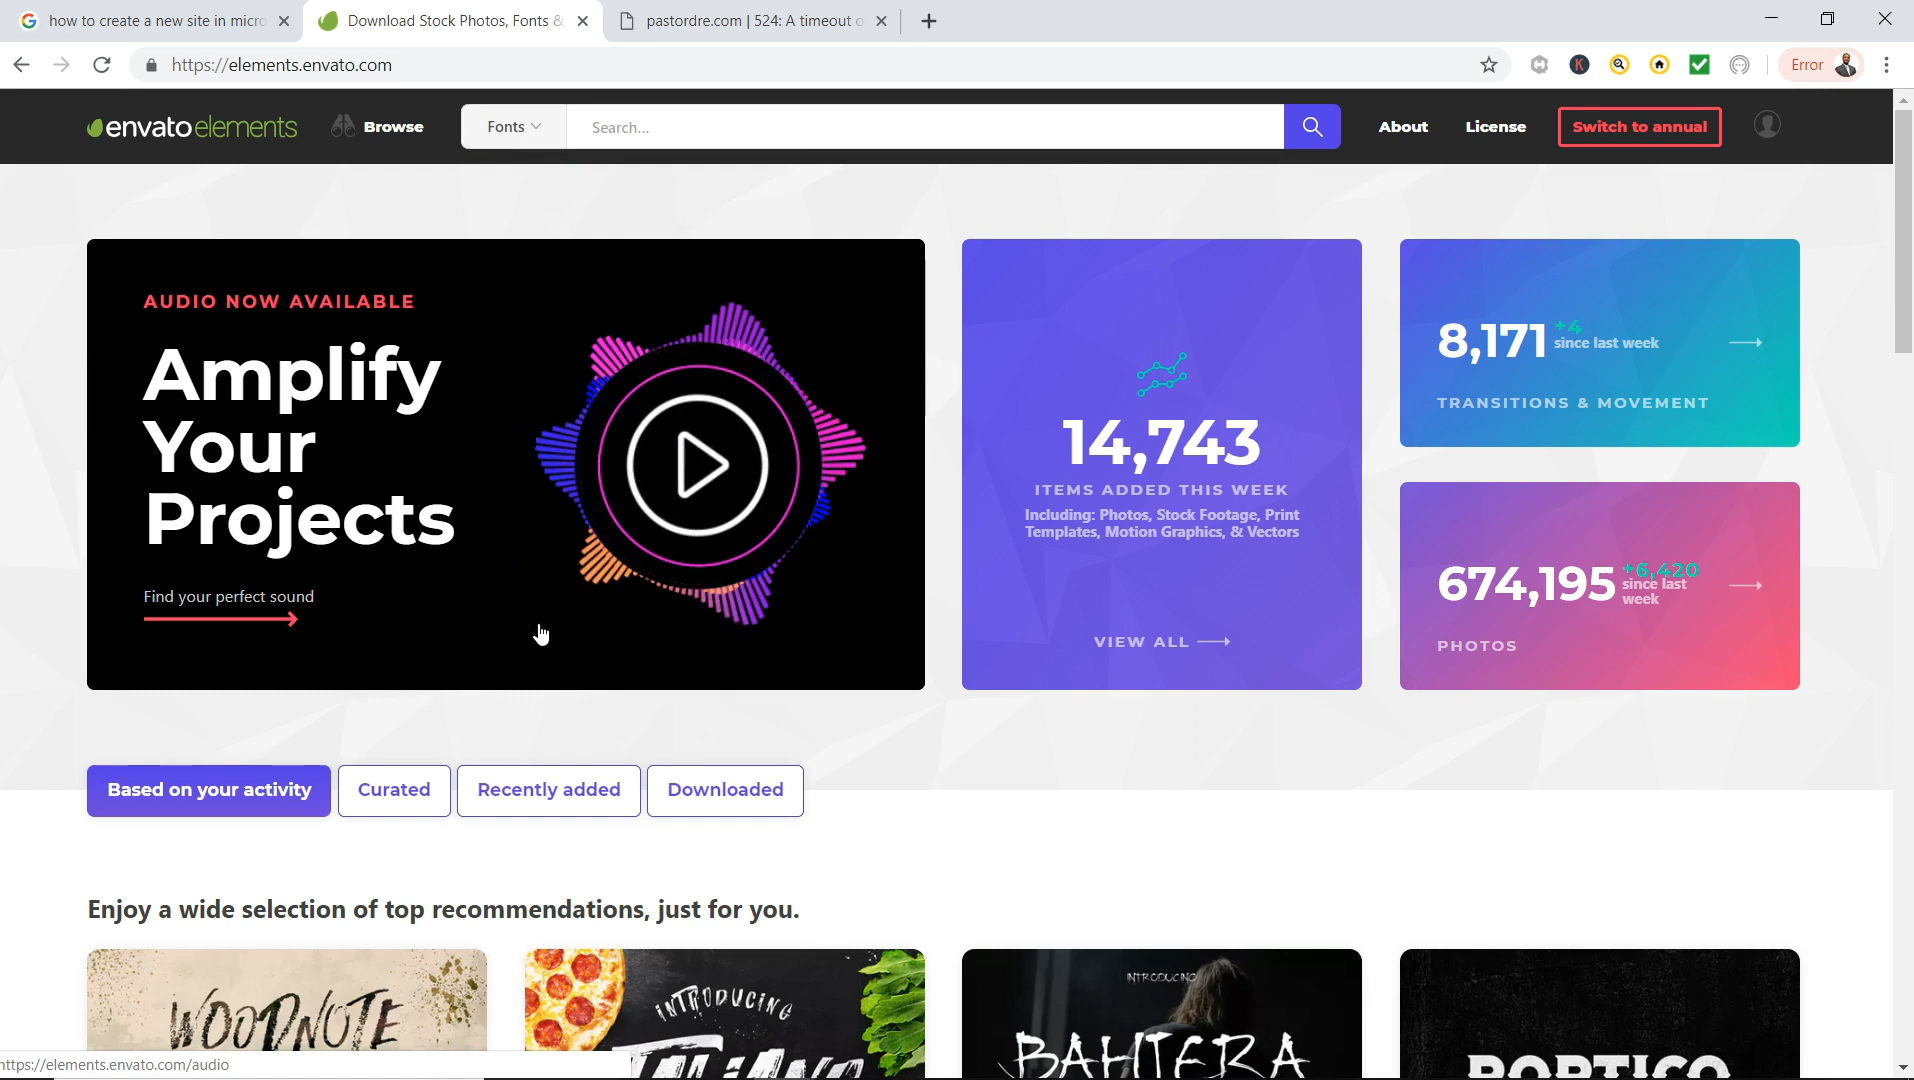 how to create a new site in micro
Download Stock Photos, Fonts &
pastordre.com | 524: A timeout o
https://elements.envato.com
Error
envatoelements
Browse
Fonts
Search...
About
License
Switch to annual
AUDIO NOW AVAILABLE
Amplify
Your
Projects
Find your perfect sound
14,743
ITEMS ADDED THIS WEEK
Including: Photos, Stock Footage, Print
Templates, Motion Graphics, & Vectors
VIEW ALL
8,171
+4
since last week
TRANSITIONS & MOVEMENT
674,195
+6,420
since last
week
PHOTOS
Based on your activity
Curated
Recently added
Downloaded
Enjoy a wide selection of top recommendations, just for you.
WOODNOTE
INTRODUCING
INTRODUCING
BAHTERA
PORTICO
https://elements.envato.com/audio